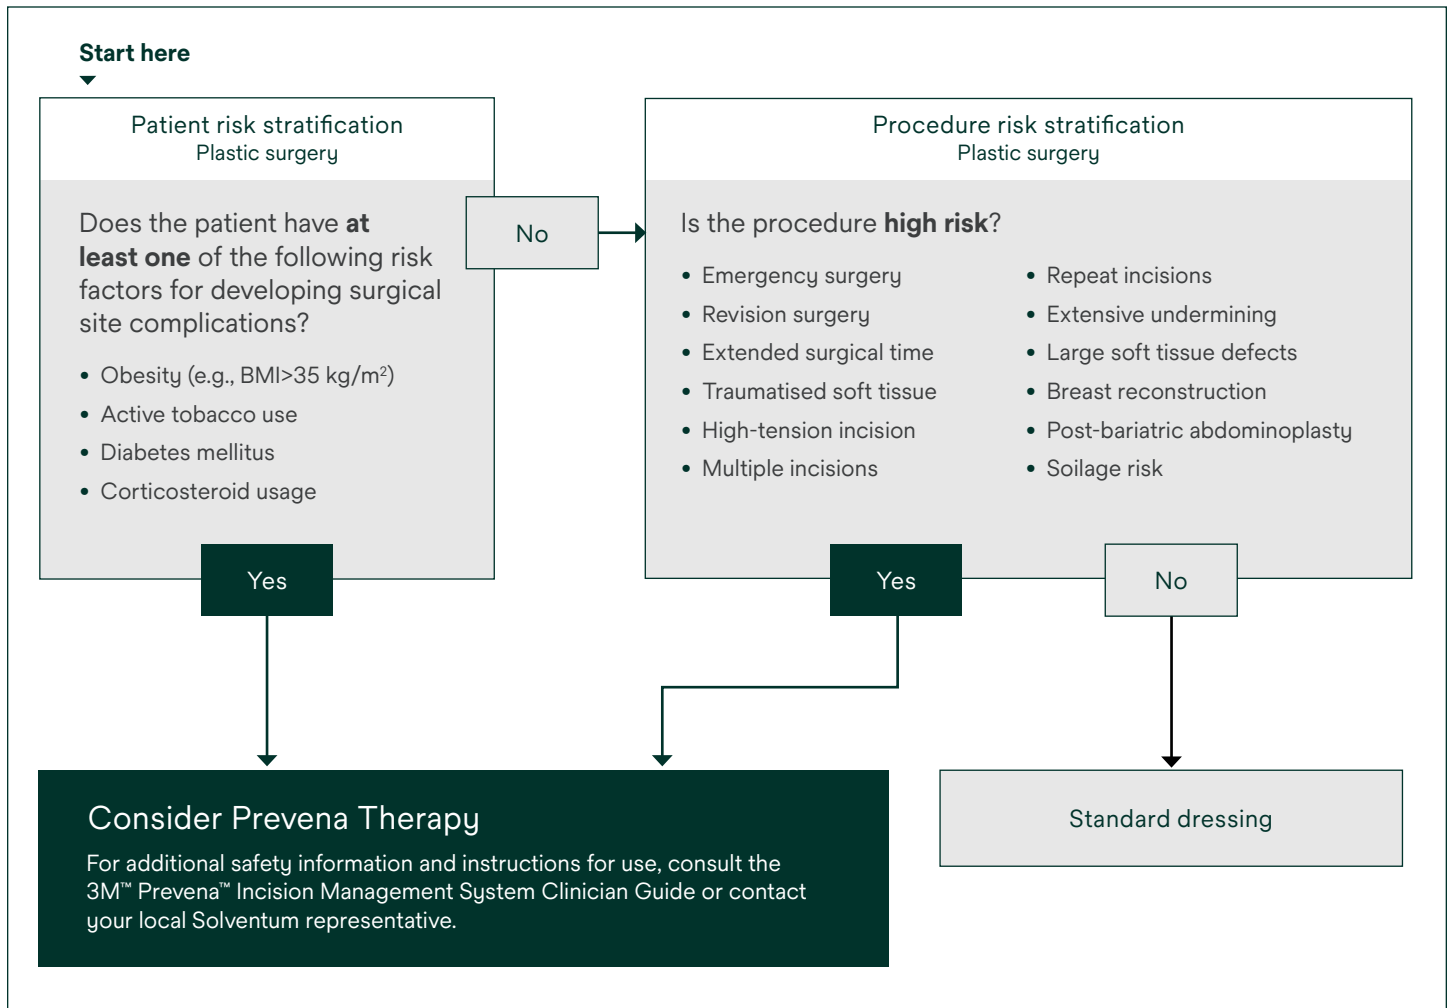 Start here
Patient risk stratification
Plastic surgery
Does the patient have at
least one of the following risk
factors for developing surgical
site complications?
• Obesity (e.g., BMI>35 kg/m²)
• Active tobacco use
• Diabetes mellitus
• Corticosteroid usage
Yes
No
Procedure risk stratification
Plastic surgery
Is the procedure high risk?
• Emergency surgery
• Revision surgery
• Extended surgical time
• Traumatised soft tissue
• High-tension incision
• Multiple incisions
• Repeat incisions
• Extensive undermining
• Large soft tissue defects
• Breast reconstruction
• Post-bariatric abdominoplasty
• Soilage risk
Yes
No
Consider Prevena Therapy
For additional safety information and instructions for use, consult the
3M™ Prevena™ Incision Management System Clinician Guide or contact
your local Solventum representative.
Standard dressing